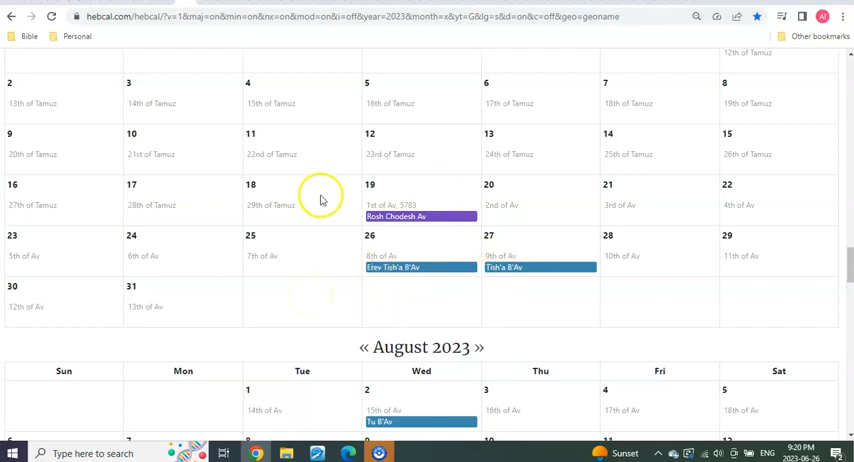 hebcal.com/hebcal/?v=1&maj=on&min=on&nx=on&mod=on&i=off&year=2023&month=x&yt=G&lg=s&d=on&c=off&geo=geoname
AI
Bible Personal Other bookmarks
12th of Tamuz
2 3 4 5 6 7 8
13th of Tamuz 14th of Tamuz 15th of Tamuz 16th of Tamuz 17th of Tamuz 18th of Tamuz 19th of Tamuz
9 10 11 12 13 14 15
20th of Tamuz 21st of Tamuz 22nd of Tamuz 23rd of Tamuz 24th of Tamuz 25th of Tamuz 26th of Tamuz
16 17 18 19 20 21 22
27th of Tamuz 28th of Tamuz 29th of Tamuz 1st of Av, 5783 2nd of Av 3rd of Av 4th of Av
Rosh Chodesh Av
23 24 25 26 27 28 29
5th of Av 6th of Av 7th of Av 8th of Av 9th of Av 10th of Av 11th of Av
Erev Tish'a B'Av Tish'a B'Av
30 31
12th of Av 13th of Av
« August 2023 »
Sun Mon Tue Wed Thu Fri Sat
1 2 3 4 5
14th of Av 15th of Av 16th of Av 17th of Av 18th of Av
Tu B'Av
Type here to search
Sunset
ENG
9:20 PM
2023-06-26
2